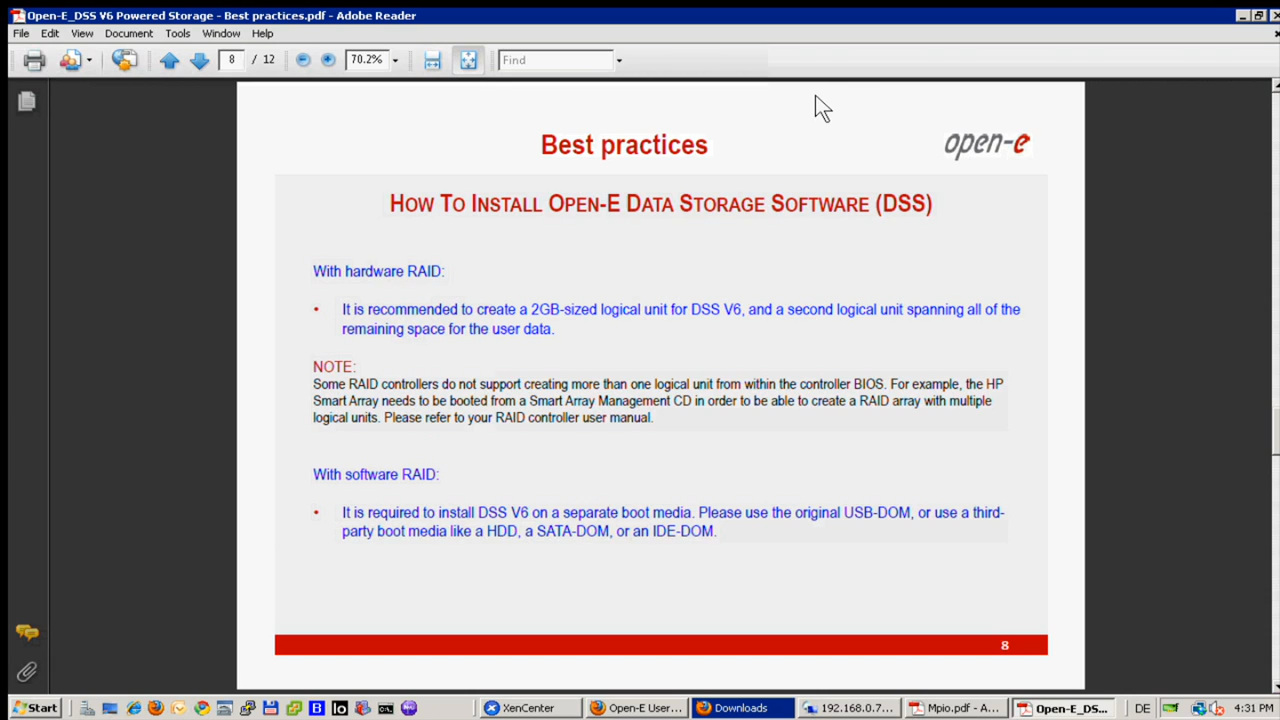 Open-E_DSS V6 Powered Storage - Best practices.pdf - Adobe Reader
File Edit View Document Tools Window Help
8 / 12 70.2% Find
Best practices
open-e
HOW TO INSTALL OPEN-E DATA STORAGE SOFTWARE (DSS)
With hardware RAID:
• It is recommended to create a 2GB-sized logical unit for DSS V6, and a second logical unit spanning all of the
remaining space for the user data.
NOTE:
Some RAID controllers do not support creating more than one logical unit from within the controller BIOS. For example, the HP
Smart Array needs to be booted from a Smart Array Management CD in order to be able to create a RAID array with multiple
logical units. Please refer to your RAID controller user manual.
With software RAID:
• It is required to install DSS V6 on a separate boot media. Please use the original USB-DOM, or use a third-
party boot media like a HDD, a SATA-DOM, or an IDE-DOM.
8
Start XenCenter Open-E User... Downloads 192.168.0.7... Mpio.pdf - A... Open-E_DS... DE 4:31 PM